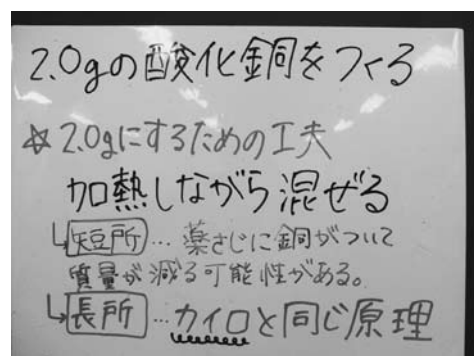 2.0gの酸化銅をつくる
☆2.0gにするための工夫
加熱しながら混ぜる
↳短所…薬さじに銅がついて
質量が減る可能性がある。
↳長所…カイロと同じ原理